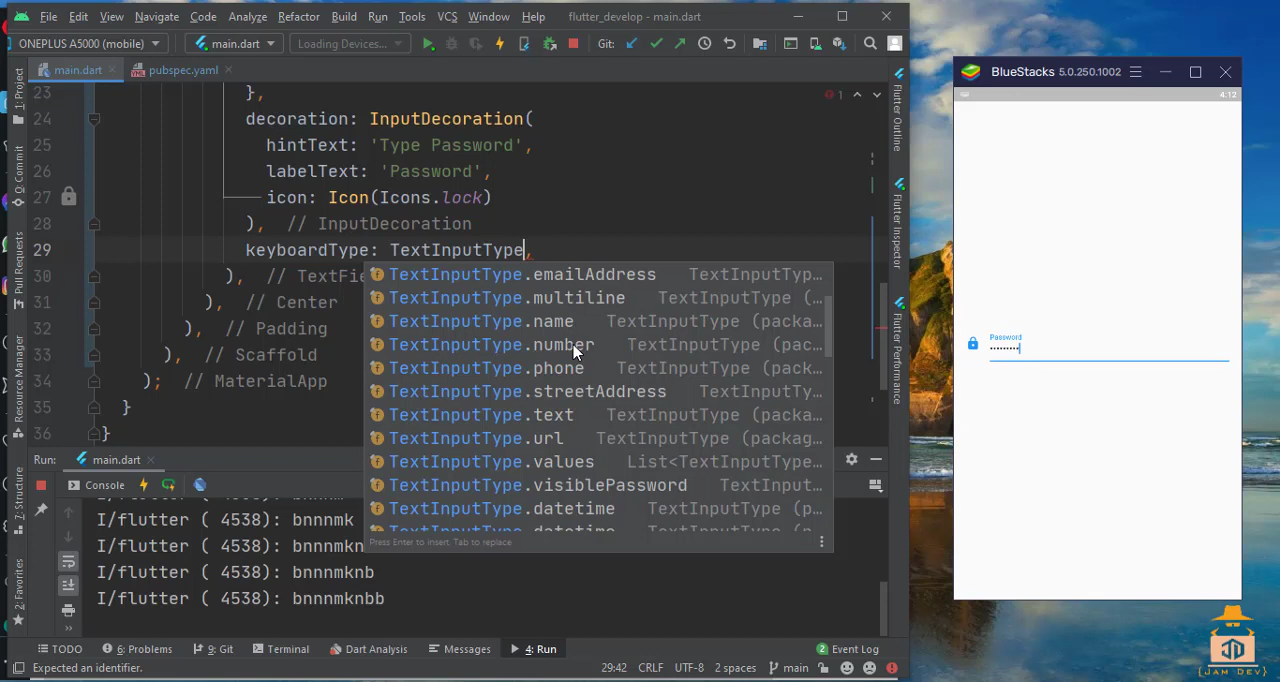 File Edit View Navigate Code Analyze Refactor Build Run Tools VCS Window Help flutter_develop - main.dart
ONEPLUS A5000 (mobile) main.dart Loading Devices... Git:
main.dart pubspec.yaml
23 },
24 decoration: InputDecoration(
25 hintText: 'Type Password',
26 labelText: 'Password',
27 icon: Icon(Icons.lock)
28 ), // InputDecoration
29 keyboardType: TextInputType,
30 ), // TextFie
31 ), // Center
32 ), // Padding
33 ), // Scaffold
34 ); // MaterialApp
35 }
36 }
1
TextInputType.emailAddress TextInputTyp...
TextInputType.multiline TextInputType (...
TextInputType.name TextInputType (packa...
TextInputType.number TextInputType (pac...
TextInputType.phone TextInputType (pack...
TextInputType.streetAddress TextInputTy...
TextInputType.text TextInputType (packa...
TextInputType.url TextInputType (packag...
TextInputType.values List<TextInputType...
TextInputType.visiblePassword TextInput...
TextInputType.datetime TextInputType (p...
TextInputType.datetime TextInputType (p...
Press Enter to insert, Tab to replace
1: Project
0: Commit
Pull Requests
Resource Manager
7: Structure
2: Favorites
Flutter Outline
Flutter Inspector
Flutter Performance
Run: main.dart
Console
I/flutter ( 4538): bnnnmk
I/flutter ( 4538): bnnnmkn
I/flutter ( 4538): bnnnmknb
I/flutter ( 4538): bnnnmknbb
TODO 6: Problems 9: Git Terminal Dart Analysis Messages 4: Run 2 Event Log
Expected an identifier. 29:42 CRLF UTF-8 2 spaces main
BlueStacks 5.0.250.1002
4:12
Password
JD
{JAM DEV}